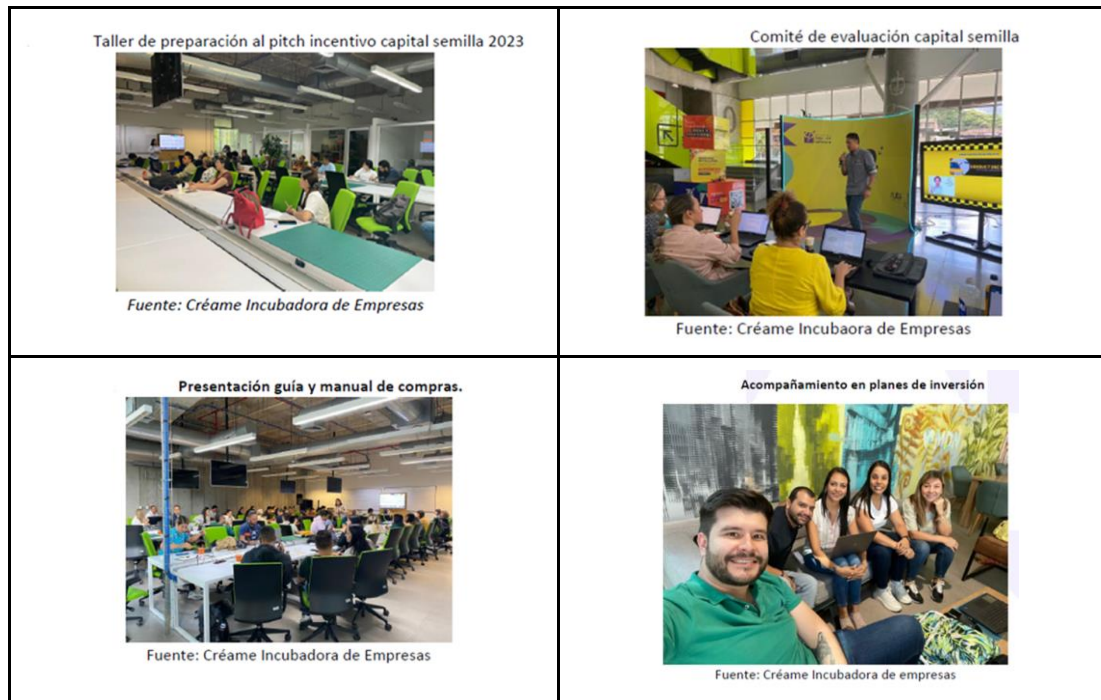 Taller de preparación al pitch incentivo capital semilla 2023
Fuente: Créame Incubadora de Empresas
Comité de evaluación capital semilla
Fuente: Créame Incubaora de Empresas
Presentación guía y manual de compras.
Fuente: Créame Incubadora de Empresas
Acompañamiento en planes de inversión
Fuente: Créame Incubadora de empresas